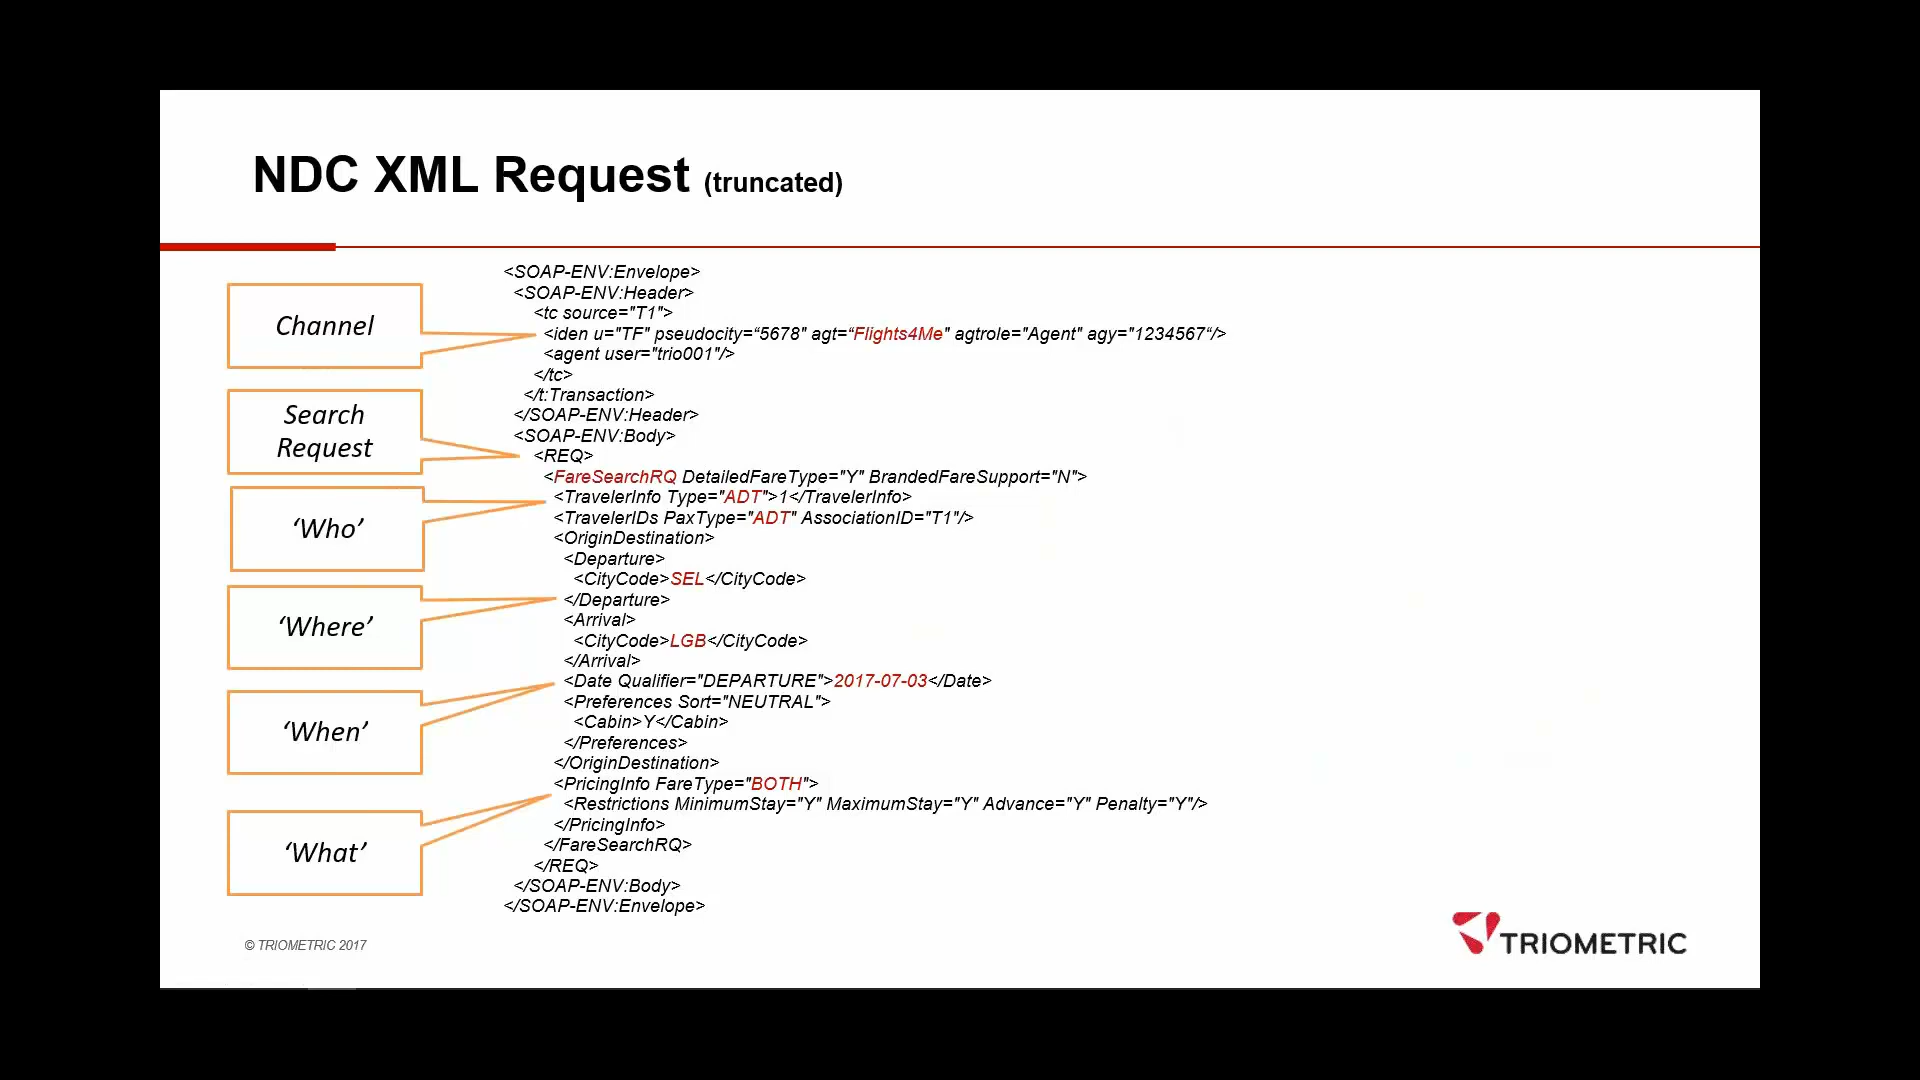 NDC XML Request (truncated)
Channel
Search
Request
‘Who’
‘Where’
‘When’
‘What’
<SOAP-ENV:Envelope>
<SOAP-ENV:Header>
<tc source="T1">
<iden u="TF" pseudocity=“5678" agt=“Flights4Me" agtrole="Agent" agy="1234567“/>
<agent user="trio001"/>
</tc>
</t:Transaction>
</SOAP-ENV:Header>
<SOAP-ENV:Body>
<REQ>
<FareSearchRQ DetailedFareType="Y" BrandedFareSupport="N">
<TravelerInfo Type="ADT">1</TravelerInfo>
<TravelerIDs PaxType="ADT" AssociationID="T1"/>
<OriginDestination>
<Departure>
<CityCode>SEL</CityCode>
</Departure>
<Arrival>
<CityCode>LGB</CityCode>
</Arrival>
<Date Qualifier="DEPARTURE">2017-07-03</Date>
<Preferences Sort="NEUTRAL">
<Cabin>Y</Cabin>
</Preferences>
</OriginDestination>
<PricingInfo FareType="BOTH">
<Restrictions MinimumStay="Y" MaximumStay="Y" Advance="Y" Penalty="Y"/>
</PricingInfo>
</FareSearchRQ>
</REQ>
</SOAP-ENV:Body>
</SOAP-ENV:Envelope>
© TRIOMETRIC 2017
TRIOMETRIC